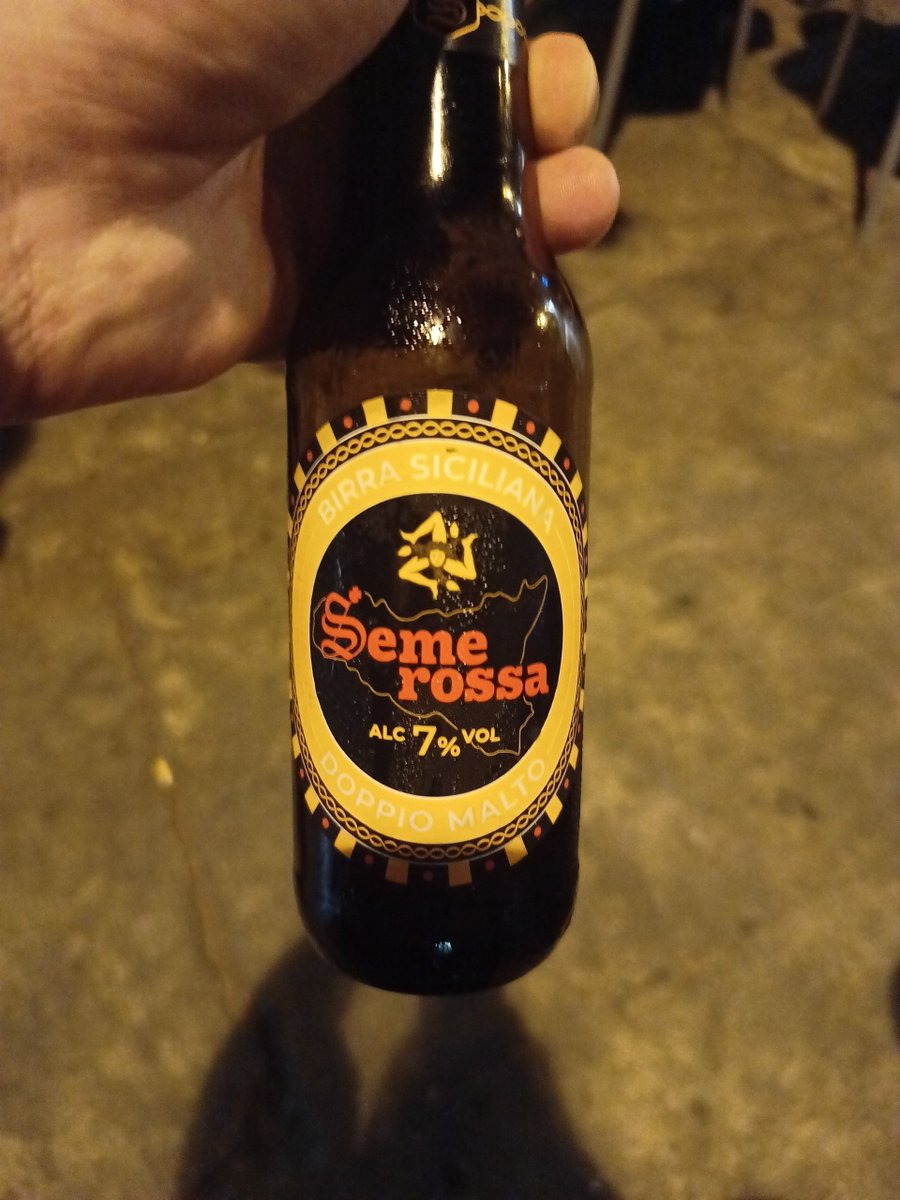 S
BIRRA SICILIANA
Seme
rossa
ALC 7% VOL
DOPPIO MALTO